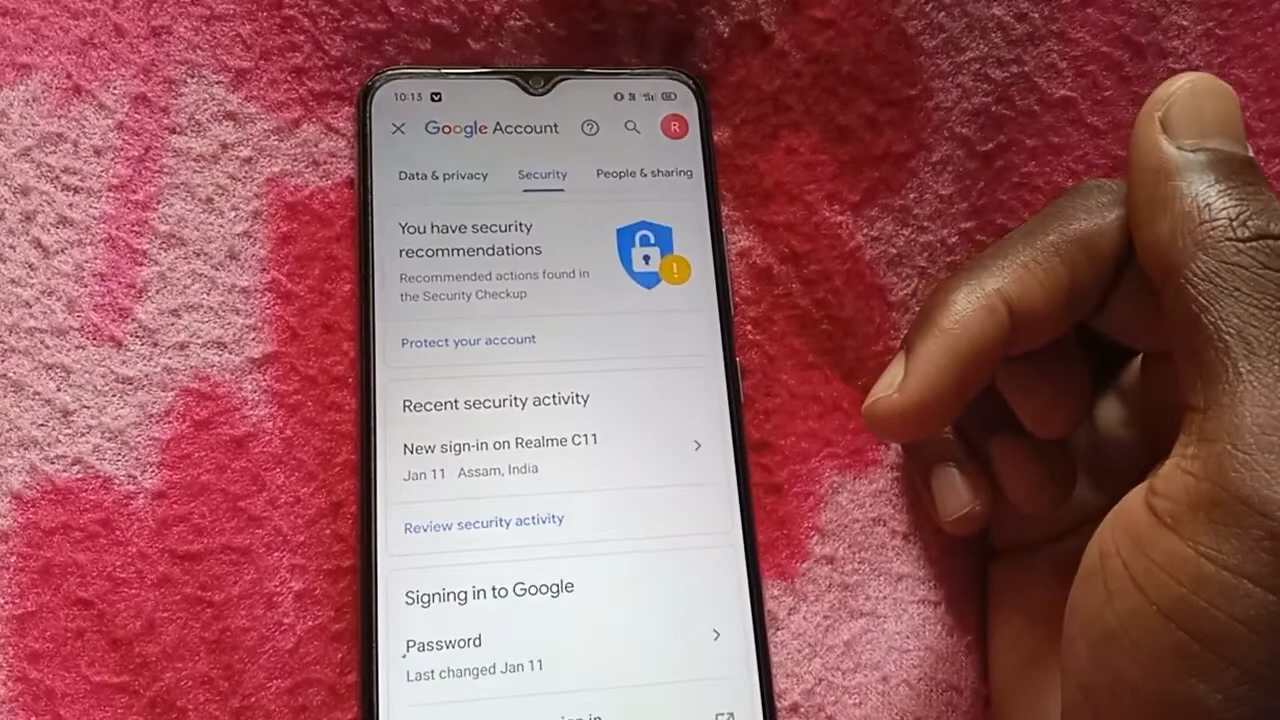 10:13
Google Account
R
Data & privacy Security People & sharing
You have security
recommendations
Recommended actions found in
the Security Checkup
!
Protect your account
Recent security activity
New sign-in on Realme C11
Jan 11 Assam, India
Review security activity
Signing in to Google
Password
Last changed Jan 11